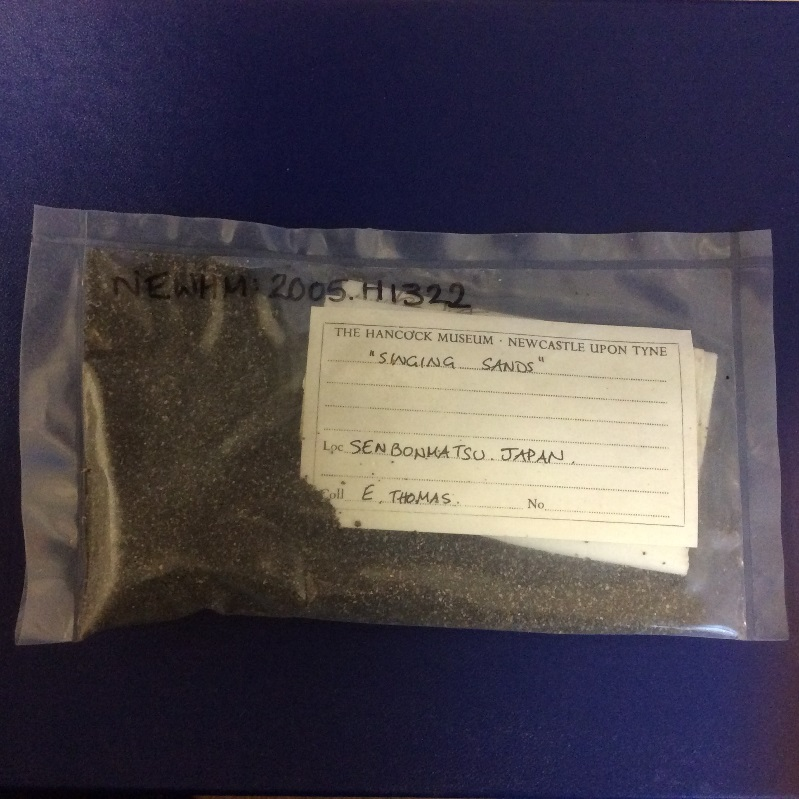 NEWHM:2005.H1322
THE HANCOCK MUSEUM · NEWCASTLE UPON TYNE
"SINGING SANDS"
Loc SENBONMATSU. JAPAN.
Coll E. THOMAS. No